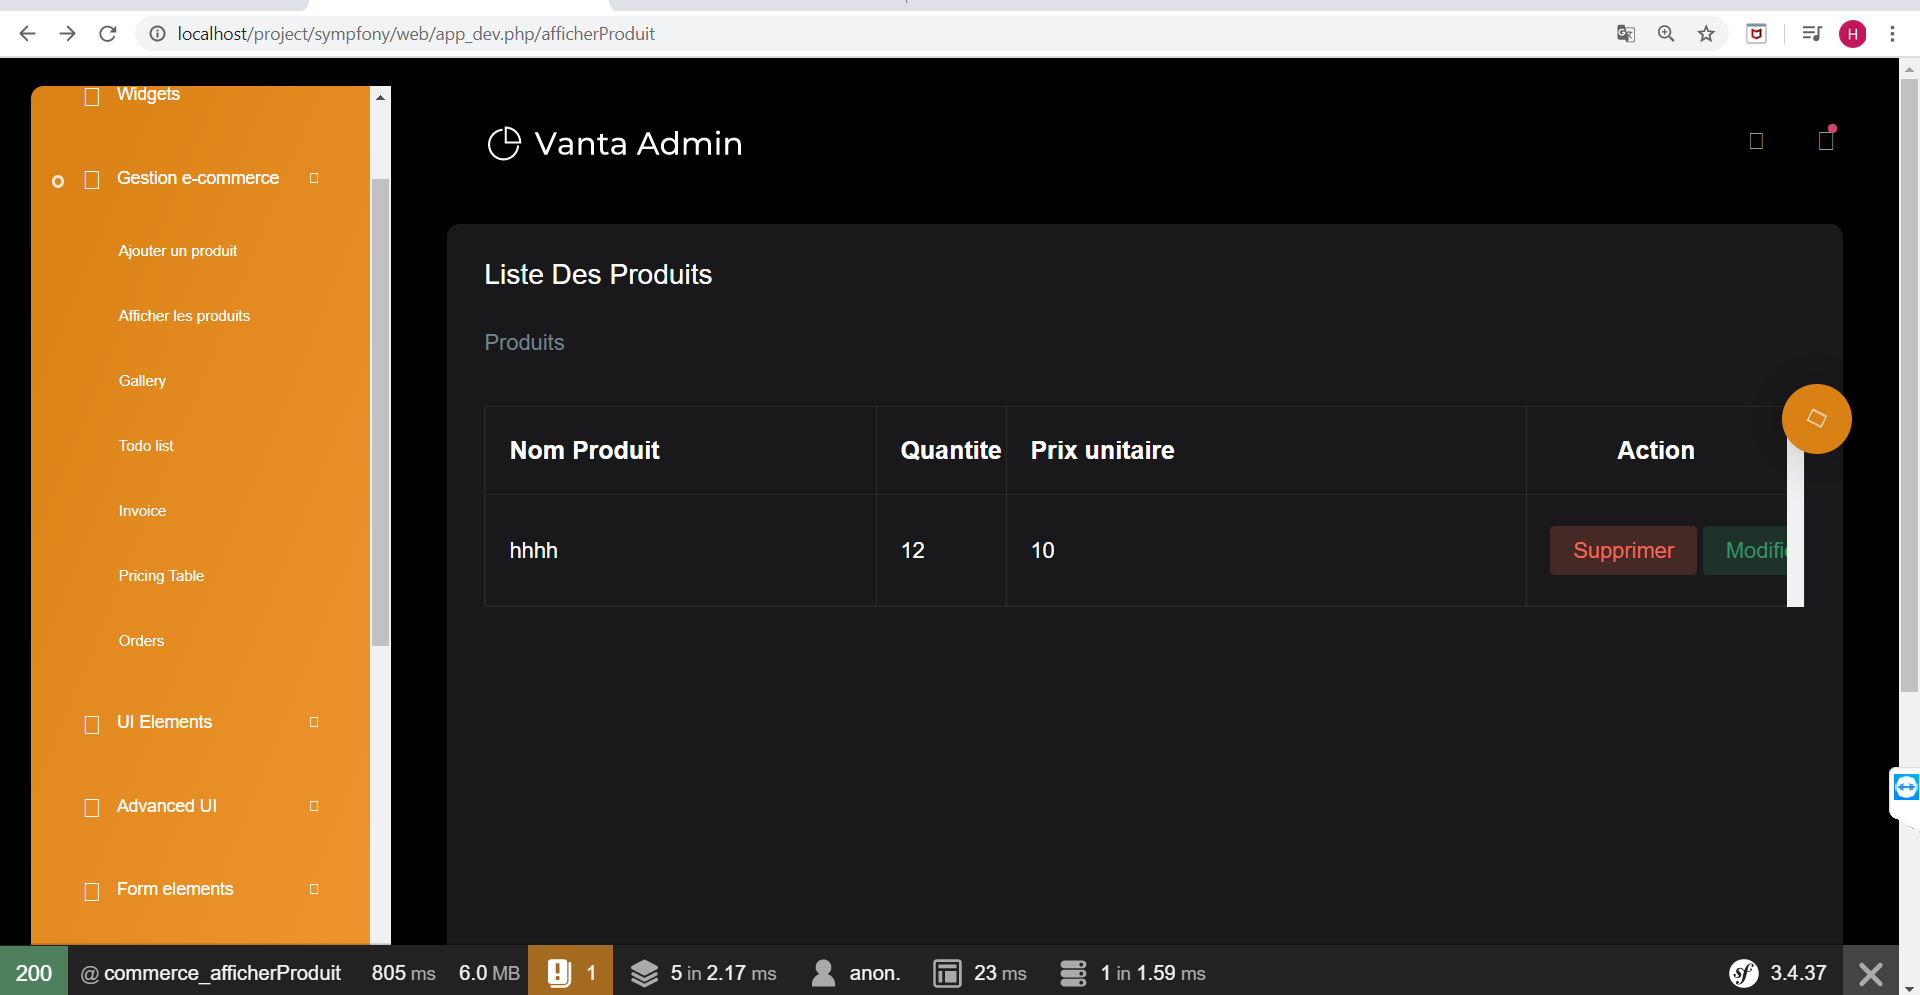 localhost/project/sympfony/web/app_dev.php/afficherProduit
H
Widgets
Gestion e-commerce
Ajouter un produit
Afficher les produits
Gallery
Todo list
Invoice
Pricing Table
Orders
UI Elements
Advanced UI
Form elements
Vanta Admin
Liste Des Produits
Produits
Nom Produit Quantite Prix unitaire Action
hhhh 12 10 Supprimer Modifi
200 @ commerce_afficherProduit 805 ms 6.0 MB 1 5 in 2.17 ms anon. 23 ms 1 in 1.59 ms sf 3.4.37